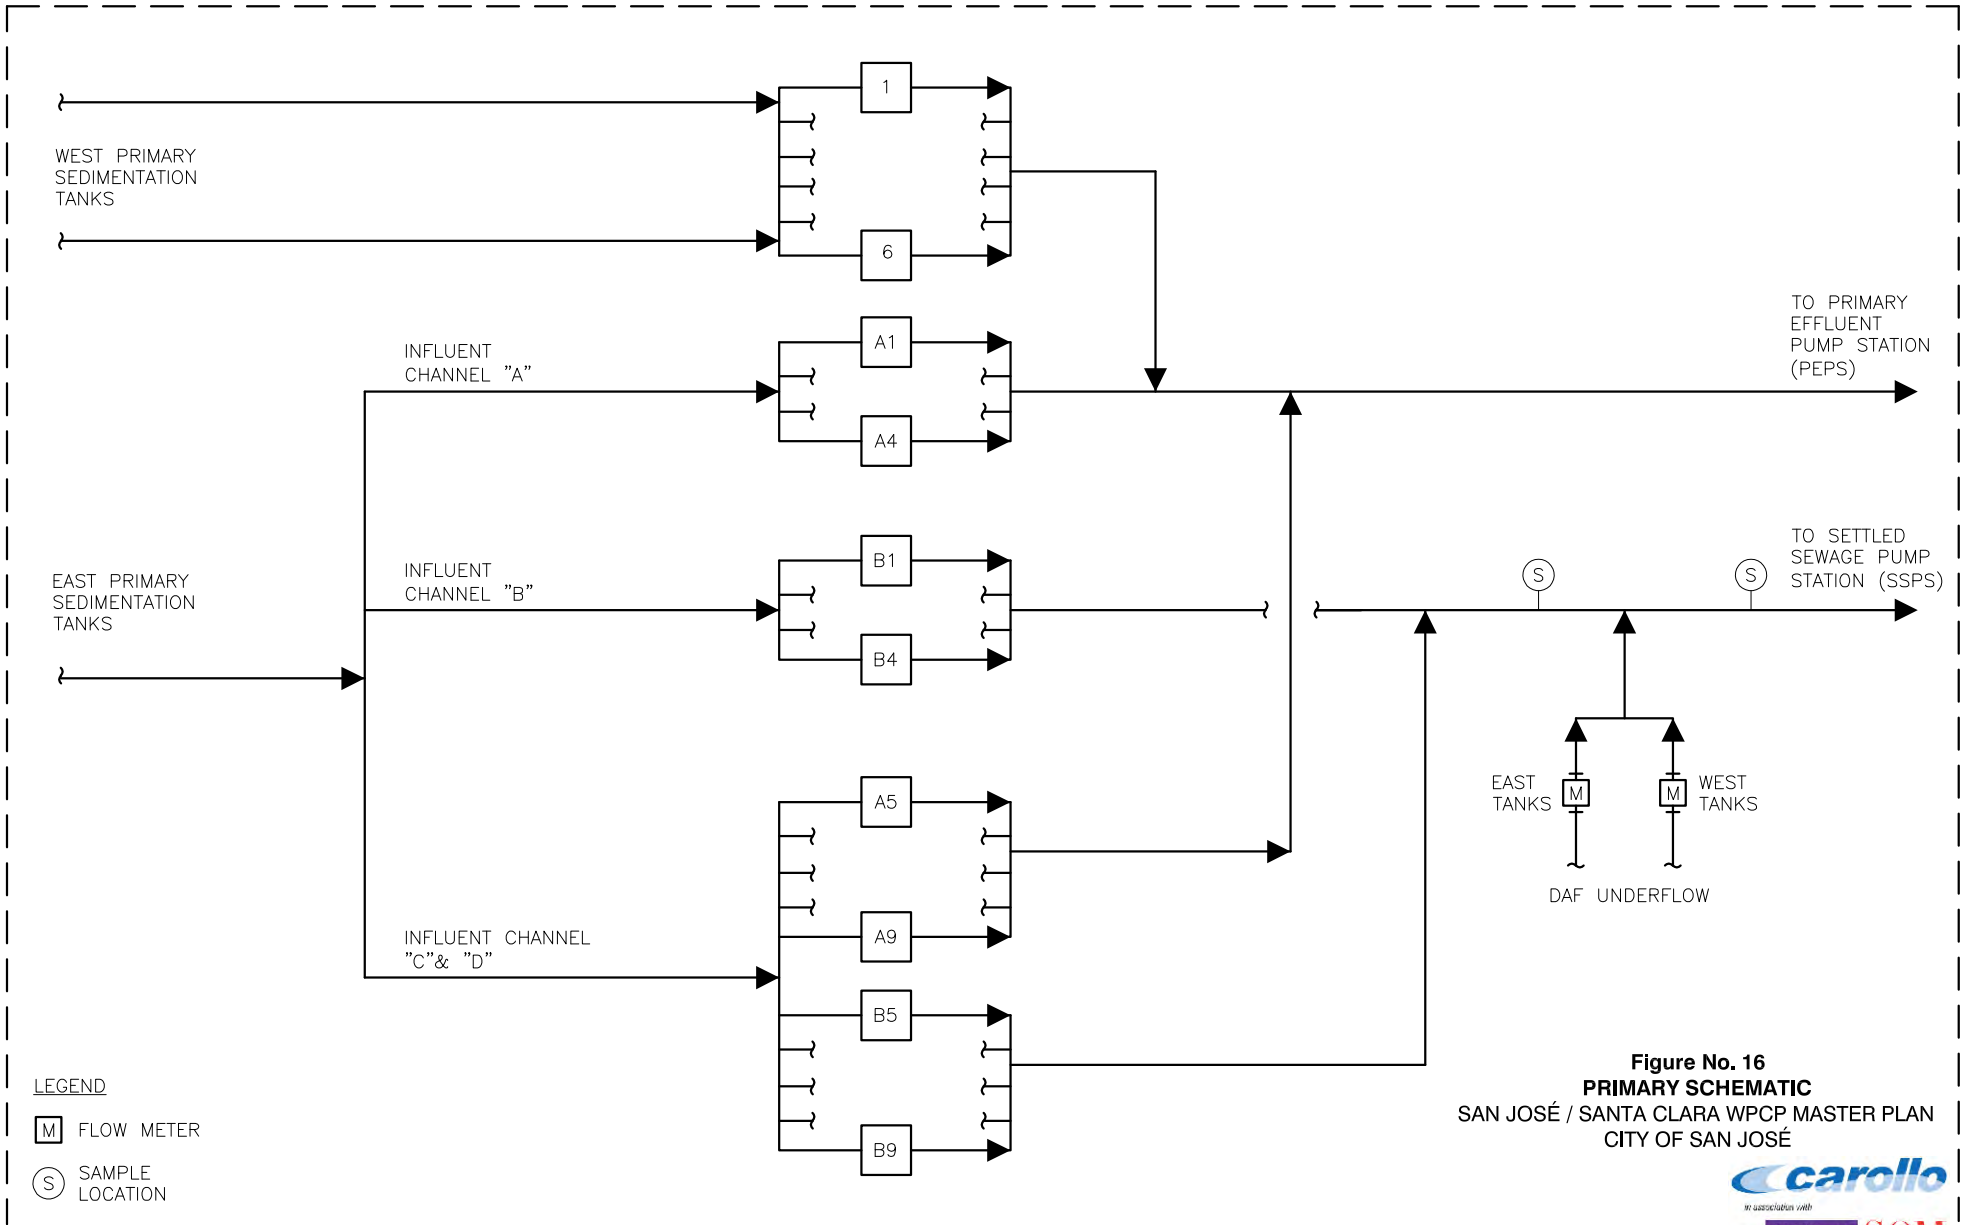 1
WEST PRIMARY
SEDIMENTATION
TANKS
6
INFLUENT
CHANNEL "A"
A1
A4
TO PRIMARY
EFFLUENT
PUMP STATION
(PEPS)
INFLUENT
CHANNEL "B"
B1
B4
EAST PRIMARY
SEDIMENTATION
TANKS
S
S
TO SETTLED
SEWAGE PUMP
STATION (SSPS)
A5
A9
EAST
TANKS
M
M
WEST
TANKS
DAF UNDERFLOW
INFLUENT CHANNEL
"C"& "D"
B5
B9
LEGEND
M FLOW METER
S SAMPLE
LOCATION
Figure No. 16
PRIMARY SCHEMATIC
SAN JOSÉ / SANTA CLARA WPCP MASTER PLAN
CITY OF SAN JOSÉ
carollo
in association with